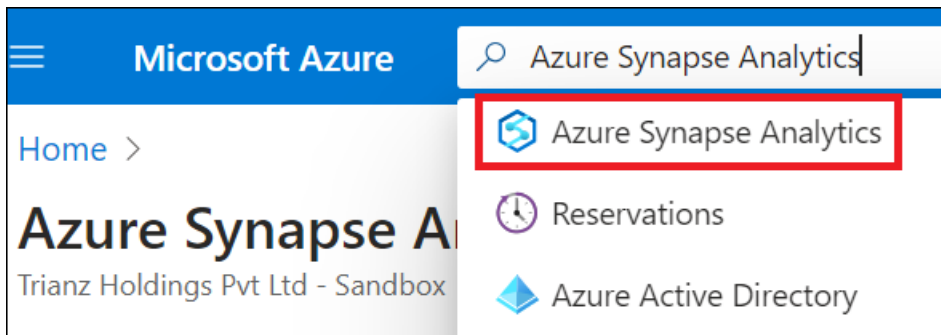 Microsoft Azure
Azure Synapse Analytics
Azure Synapse Analytics
Home >
Reservations
Azure Synapse A
Trianz Holdings Pvt Ltd - Sandbox
Azure Active Directory